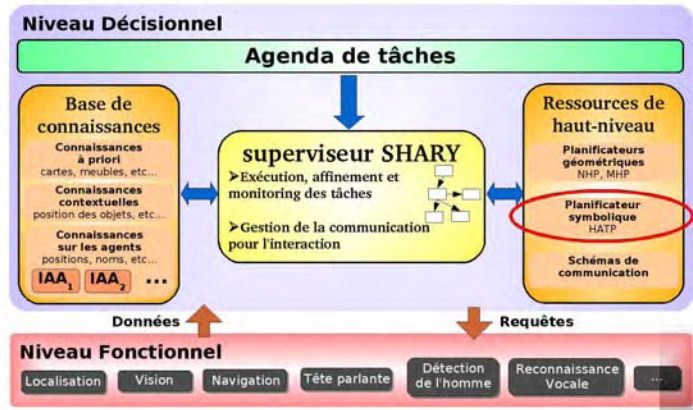 Niveau Décisionnel
Agenda de tâches
Base de
connaissances
Connaissances
à priori
cartes, meubles, etc...
Connaissances
contextuelles
position des objets, etc...
Connaissances
sur les agents
positions, noms, etc...
IAA1 IAA2 ...
superviseur SHARY
➤Exécution, affinement et
monitoring des tâches
➤Gestion de la communication
pour l'interaction
Ressources de
haut-niveau
Planificateurs
géométriques
NHP, MHP
Planificateur
symbolique
HATP
Schémas de
communication
Données
Requêtes
Niveau Fonctionnel
Localisation
Vision
Navigation
Tête parlante
Détection
de l'homme
Reconnaissance
Vocale
...